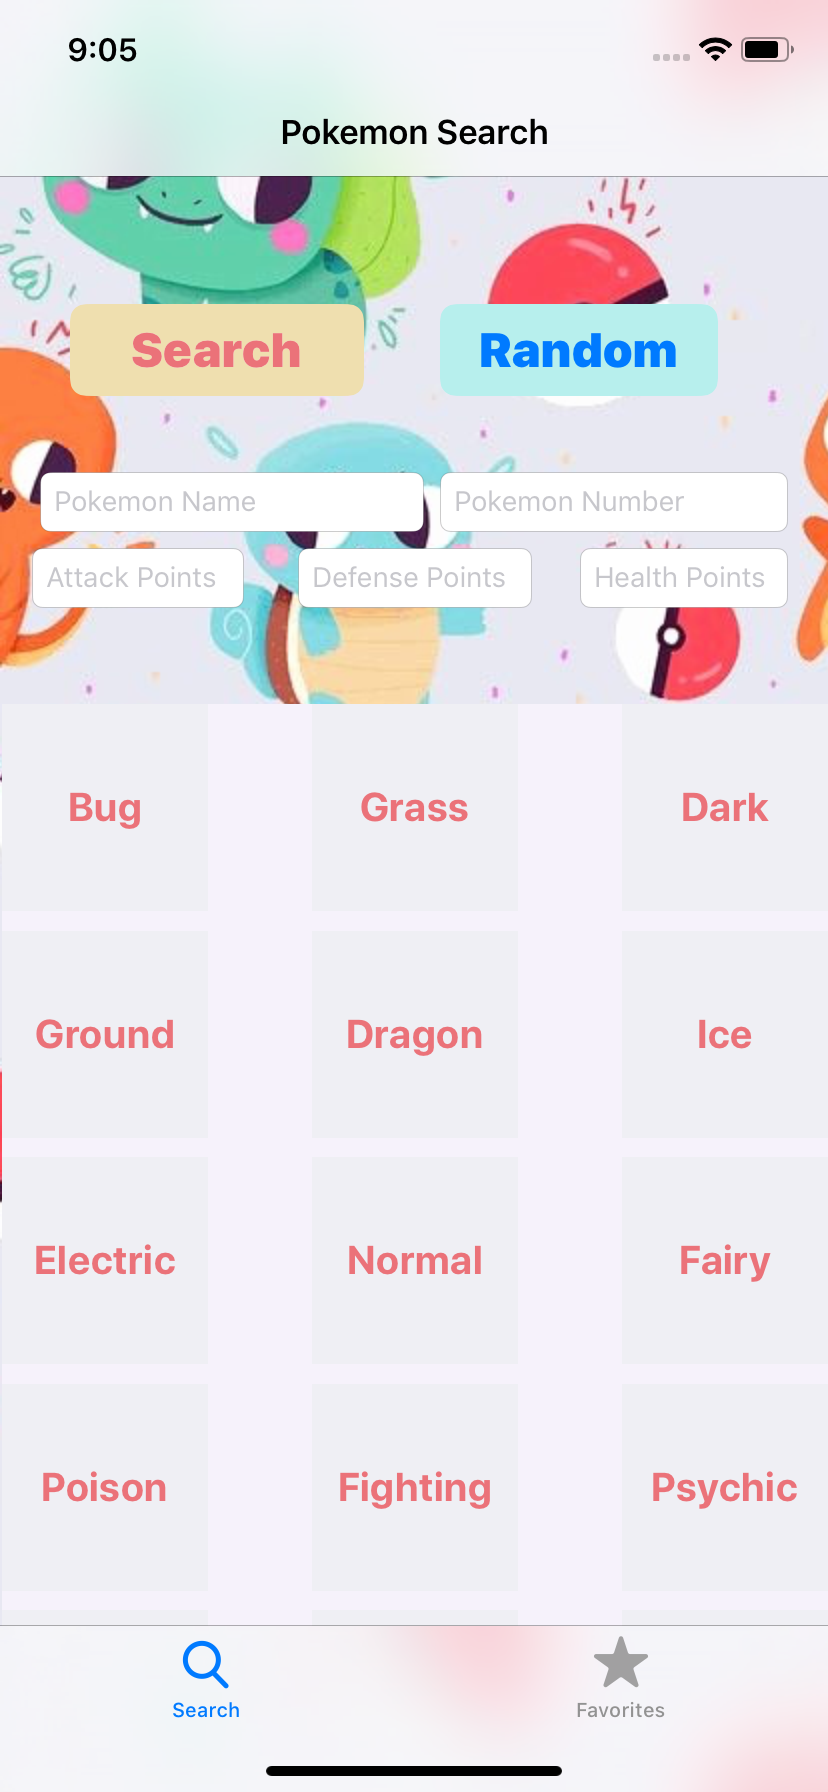 9:05
Pokemon Search
Search Random
Pokemon Name Pokemon Number
Attack Points Defense Points Health Points
Bug Grass Dark
Ground Dragon Ice
Electric Normal Fairy
Poison Fighting Psychic
Search Favorites